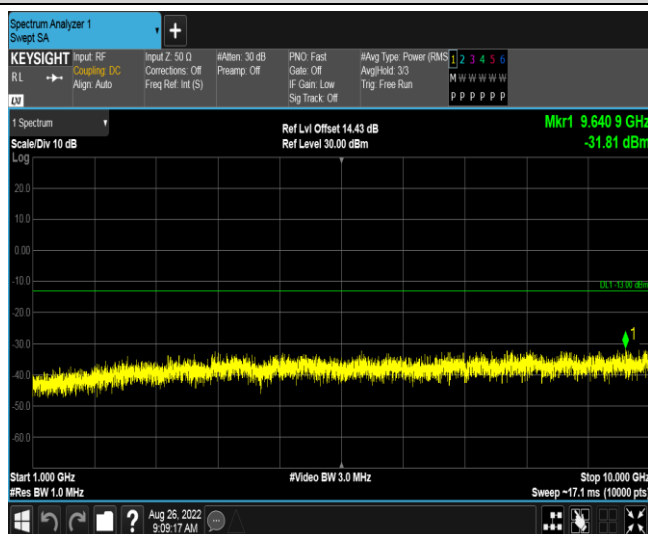 Spectrum Analyzer 1
Swept SA
+
KEYSIGHT Input: RF Input Z: 50 Ω #Atten: 30 dB PNO: Fast #Avg Type: Power (RMS 1 2 3 4 5 6
RL Coupling: DC Corrections: Off Preamp: Off Gate: Off Avg|Hold: 3/3 M W W W W W
Align: Auto Freq Ref: Int (S) IF Gain: Low Trig: Free Run
LXI Sig Track: Off P P P P P P
1 Spectrum Ref Lvl Offset 14.43 dB Mkr1 9.640 9 GHz
Scale/Div 10 dB Ref Level 30.00 dBm -31.81 dBm
Log
20.0
10.0
0.00
-10.0
DL1 -13.00 dBm
-20.0
-30.0
1
-40.0
-50.0
-60.0
Start 1.000 GHz #Video BW 3.0 MHz Stop 10.000 GHz
#Res BW 1.0 MHz Sweep ~17.1 ms (10000 pts)
? Aug 26, 2022
9:09:17 AM